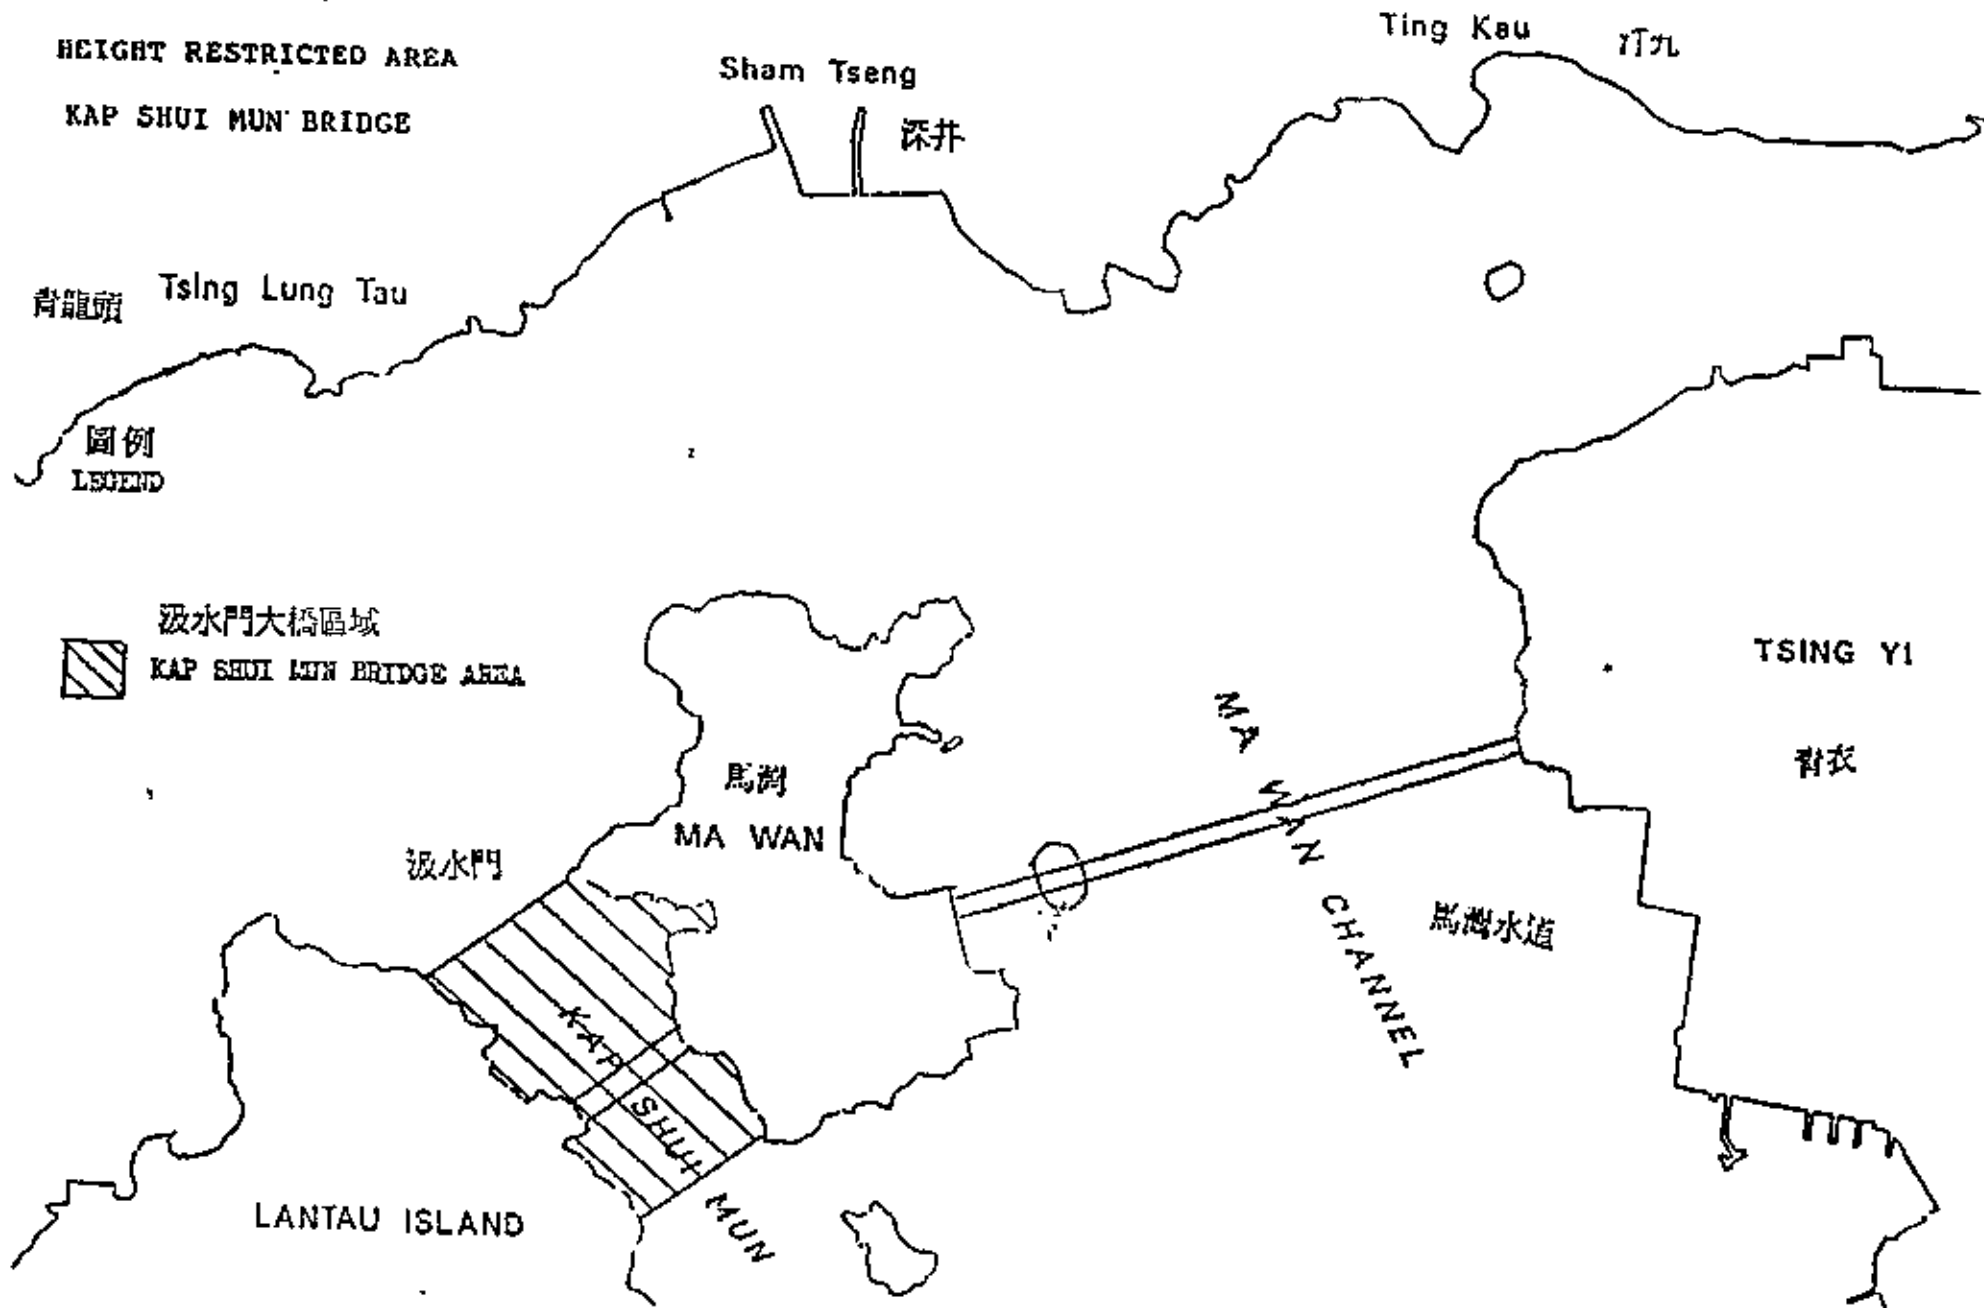 HEIGHT RESTRICTED AREA
KAP SHUI MUN BRIDGE
Ting Kau 汀九
Sham Tseng
深井
青龍頭 Tsing Lung Tau
圖例
LEGEND
汲水門大橋區域
KAP SHUI MUN BRIDGE AREA
TSING YI
青衣
馬灣
MA WAN
MA WAN CHANNEL
馬灣水道
汲水門
KAP SHUI MUN
LANTAU ISLAND